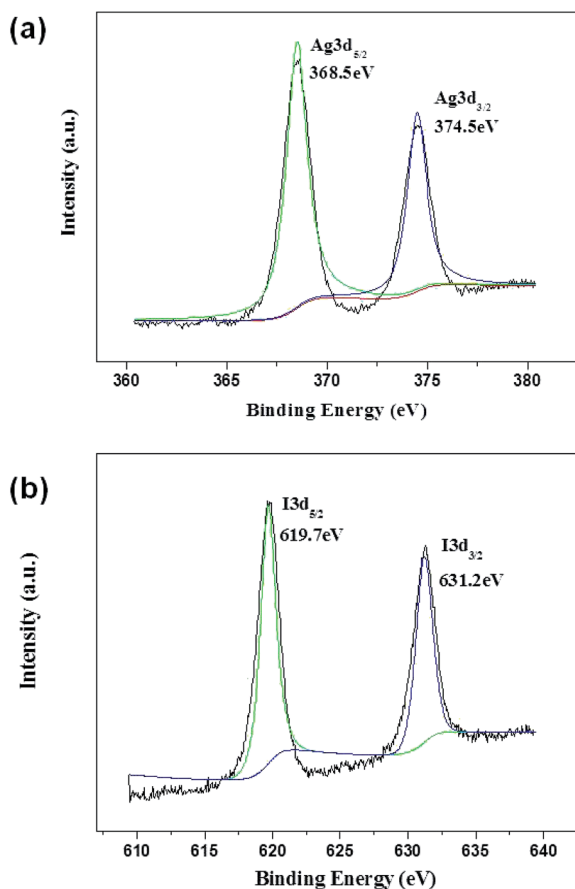 (a)
Ag3d5/2
368.5eV
Ag3d3/2
374.5eV
Intensity (a.u.)
360 365 370 375 380
Binding Energy (eV)
(b)
I3d5/2
619.7eV
I3d3/2
631.2eV
Intensity (a.u.)
610 615 620 625 630 635 640
Binding Energy (eV)